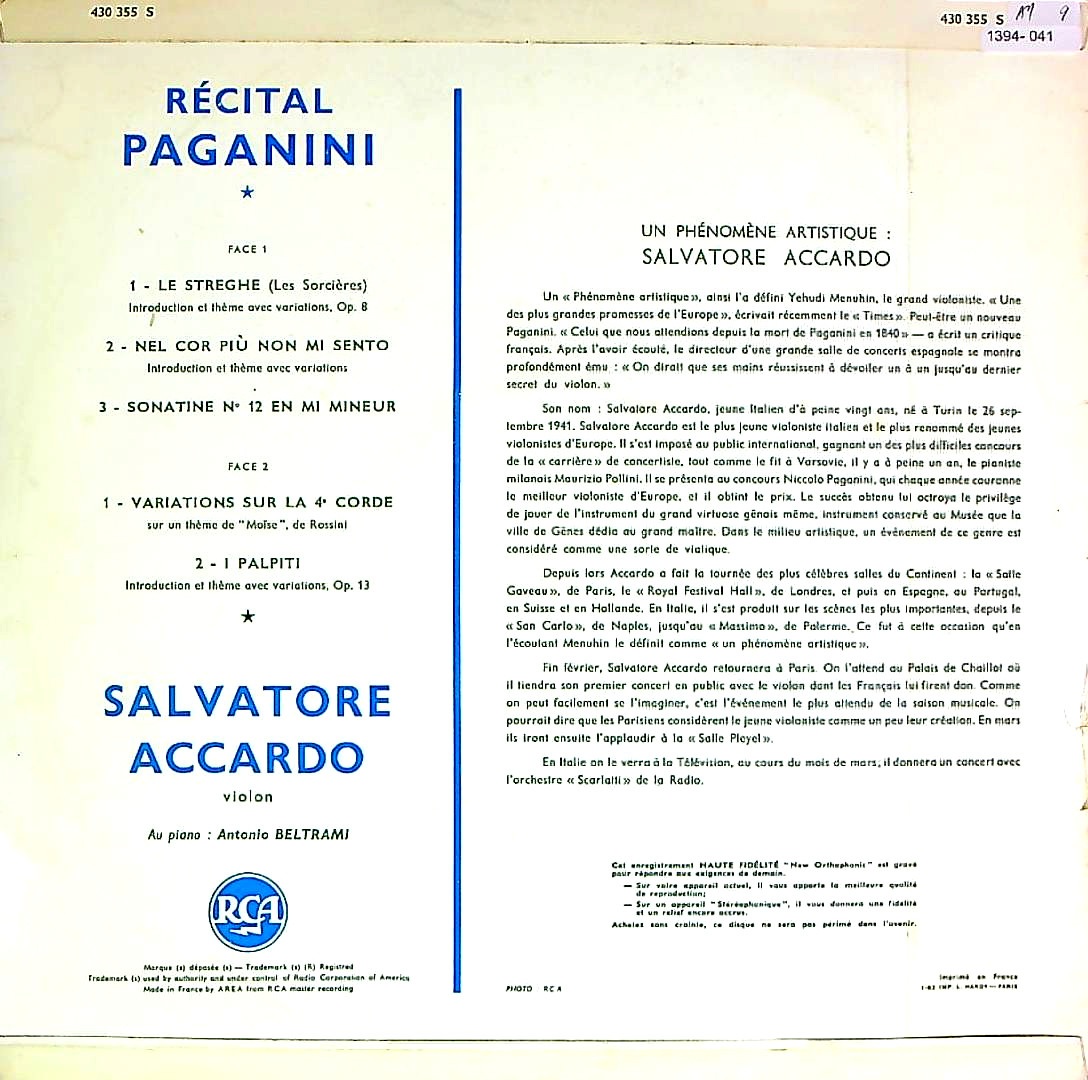 430 355 S
430 355 S
1394-041
RÉCITAL
PAGANINI
★
FACE 1
1 - LE STREGHE (Les Sorcières)
Introduction et thème avec variations, Op. 8
2 - NEL COR PIÙ NON MI SENTO
Introduction et thème avec variations
3 - SONATINE Nº 12 EN MI MINEUR
FACE 2
1 - VARIATIONS SUR LA 4e CORDE
sur un thème de "Moïse", de Rossini
2 - I PALPITI
Introduction et thème avec variations, Op. 13
★
SALVATORE
ACCARDO
violon
Au piano : Antonio BELTRAMI
RCA
Marque (s) déposée (s) — Trademark (s) (R) Registred
Trademark (s) used by authority and under control of Radio Corporation of America
Made in France by AREA from RCA master recording
UN PHÉNOMÈNE ARTISTIQUE :
SALVATORE ACCARDO
Un « Phénomène artistique », ainsi l'a défini Yehudi Menuhin, le grand violoniste. « Une
des plus grandes promesses de l'Europe », écrivait récemment le « Times ». Peut-être un nouveau
Paganini. « Celui que nous attendions depuis la mort de Paganini en 1840 » — a écrit un critique
français. Après l'avoir écouté, le directeur d'une grande salle de concerts espagnole se montra
profondément ému : « On dirait que ses mains réussissent à dévoiler un à un jusqu'au dernier
secret du violon. »
Son nom : Salvatore Accardo, jeune Italien d'à peine vingt ans, né à Turin le 26 sep-
tembre 1941. Salvatore Accardo est le plus jeune violoniste italien et le plus renommé des jeunes
violonistes d'Europe. Il s'est imposé au public international, gagnant un des plus difficiles concours
de la « carrière » de concertiste, tout comme le fit à Varsovie, il y a à peine un an, le pianiste
milanais Maurizio Pollini. Il se présenta au concours Niccolo Paganini, qui chaque année couronne
le meilleur violoniste d'Europe, et il obtint le prix. Le succès obtenu lui octroya le privilège
de jouer de l'instrument du grand virtuose génois même, instrument conservé au Musée que la
ville de Gênes dédia au grand maître. Dans le milieu artistique, un événement de ce genre est
considéré comme une sorte de viatique.
Depuis lors Accardo a fait la tournée des plus célèbres salles du Continent : la « Salle
Gaveau », de Paris, le « Royal Festival Hall », de Londres, et puis en Espagne, au Portugal,
en Suisse et en Hollande. En Italie, il s'est produit sur les scènes les plus importantes, depuis le
« San Carlo », de Naples, jusqu'au « Massimo », de Palerme. Ce fut à cette occasion qu'en
l'écoutant Menuhin le définit comme « un phénomène artistique ».
Fin février, Salvatore Accardo retournera à Paris. On l'attend au Palais de Chaillot où
il tiendra son premier concert en public avec le violon dont les Français lui firent don. Comme
on peut facilement se l'imaginer, c'est l'événement le plus attendu de la saison musicale. On
pourrait dire que les Parisiens considèrent le jeune violoniste comme un peu leur création. En mars
ils iront ensuite l'applaudir à la « Salle Pleyel ».
En Italie on le verra à la Télévision, au cours du mois de mars; il donnera un concert avec
l'orchestre « Scarlatti » de la Radio.
Cet enregistrement HAUTE FIDÉLITÉ "New Orthophonic" est gravé
pour répondre aux exigences de demain.
— Sur votre appareil actuel, il vous apporte la meilleure qualité
de reproduction;
— Sur un appareil "Stéréophonique", il vous donnera une fidélité
et un relief encore accrus.
Achetez sans crainte, ce disque ne sera pas périmé dans l'avenir.
PHOTO : RCA
Imprimé en France
1-62 IMP. L. HARDY — PARIS